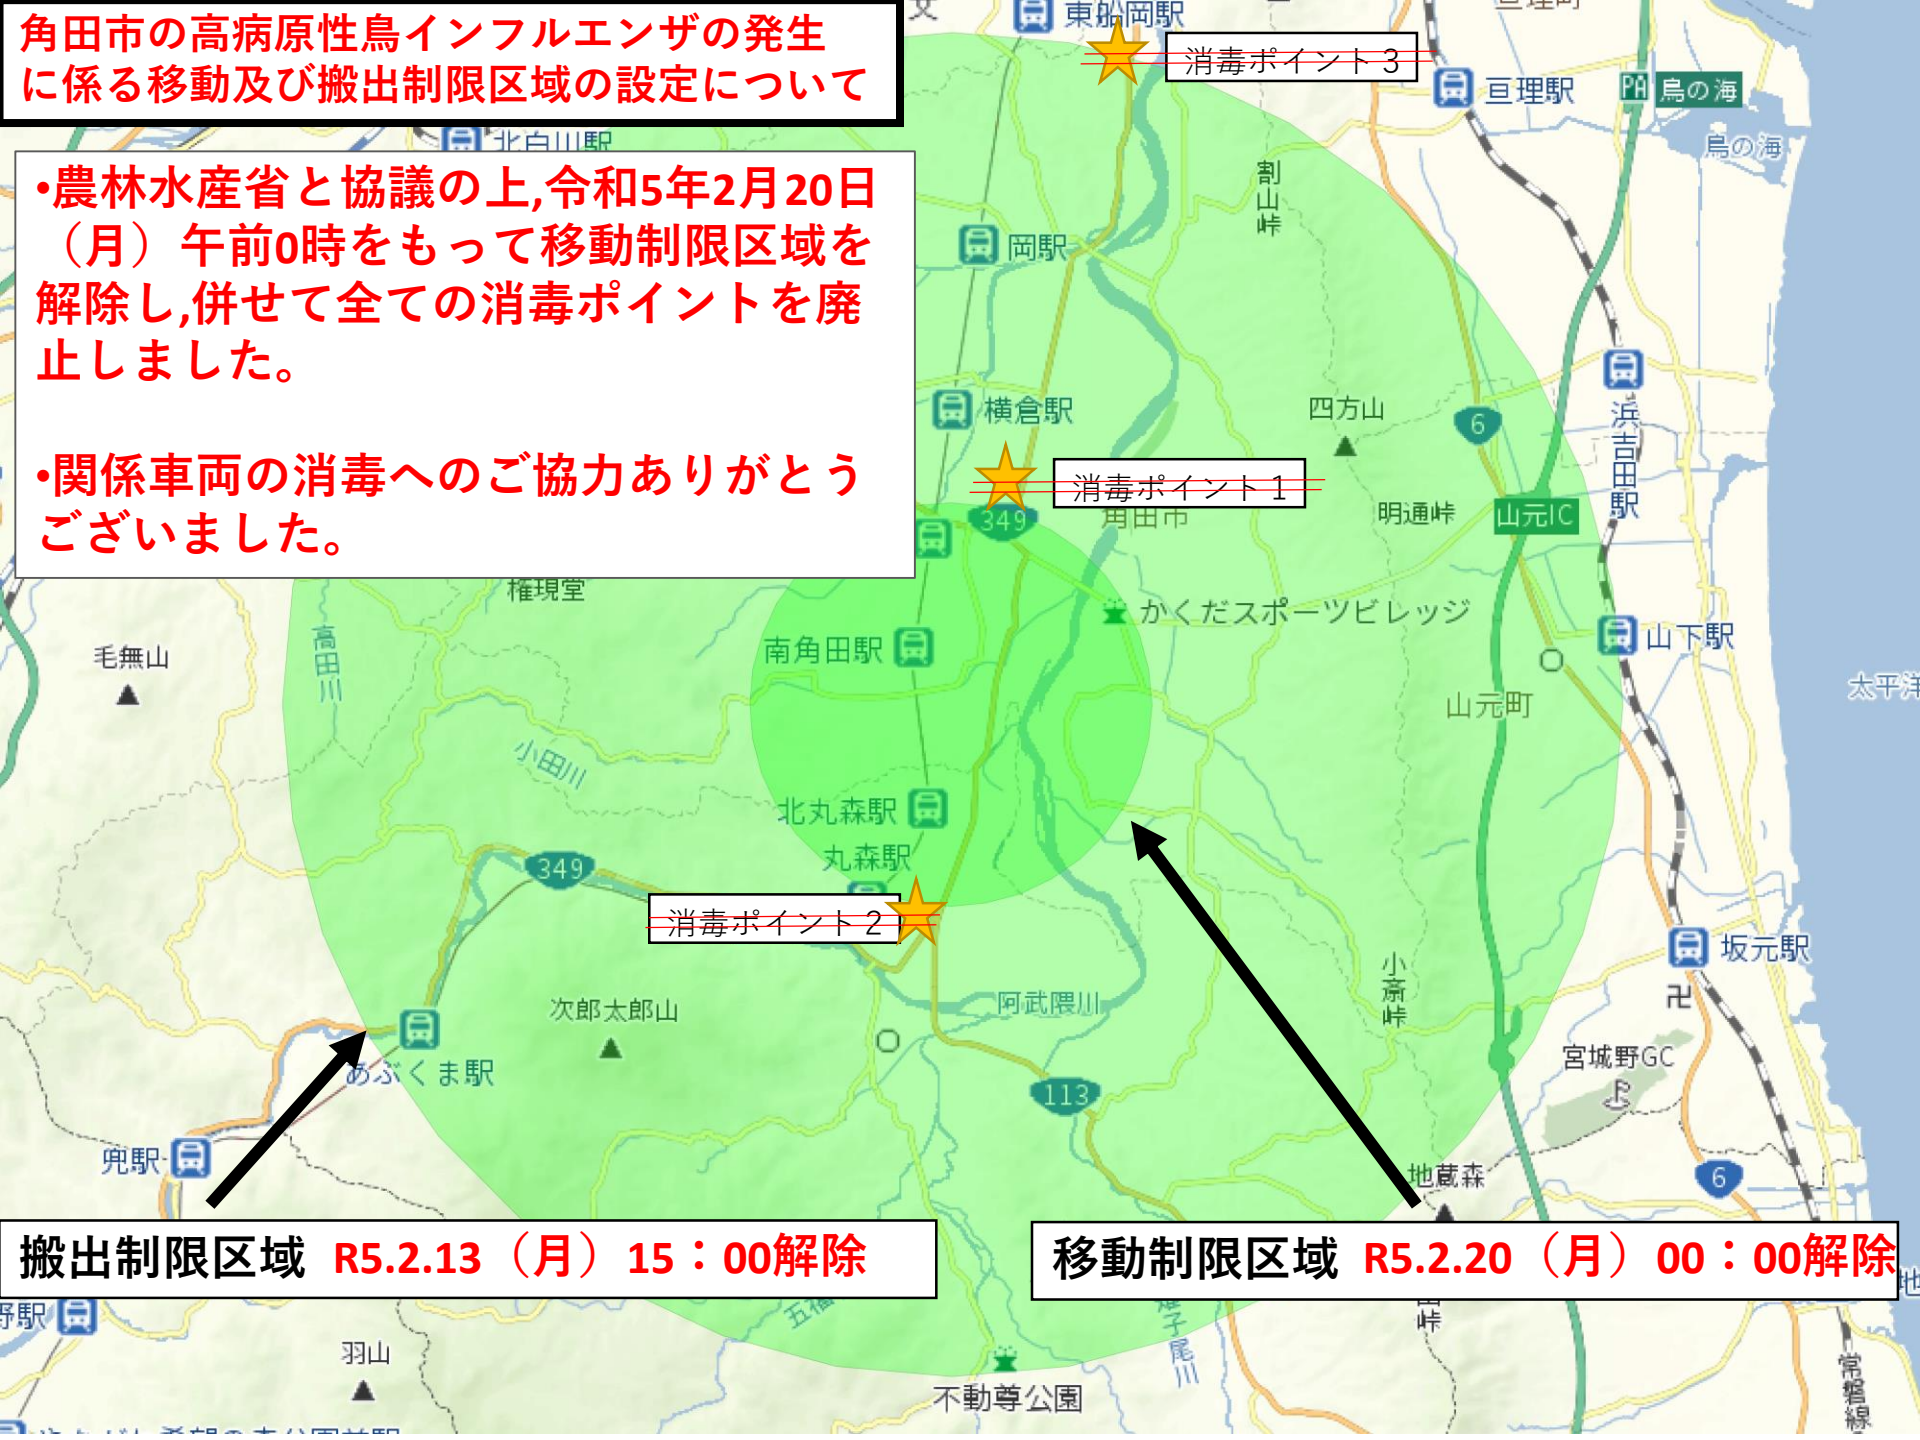 角田市の高病原性鳥インフルエンザの発生
に係る移動及び搬出制限区域の設定について
•農林水産省と協議の上,令和5年2月20日
（月）午前0時をもって移動制限区域を
解除し,併せて全ての消毒ポイントを廃
止しました。
•関係車両の消毒へのご協力ありがとう
ございました。
東船岡駅
消毒ポイント3
亘理駅
PA 鳥の海
鳥の海
北白川駅
割山峠
岡駅
横倉駅
四方山
6
浜吉田駅
消毒ポイント1
349
角田市
明通峠
山元IC
権現堂
かくだスポーツビレッジ
高田川
毛無山
南角田駅
山下駅
太平洋
山元町
小田川
北丸森駅
丸森駅
349
消毒ポイント2
坂元駅
小斎峠
卍
次郎太郎山
阿武隈川
宮城野GC
あぶくま駅
113
兜駅
地蔵森
6
搬出制限区域 R5.2.13（月）15：00解除
移動制限区域 R5.2.20（月）00：00解除
羽山
不動尊公園
常磐線